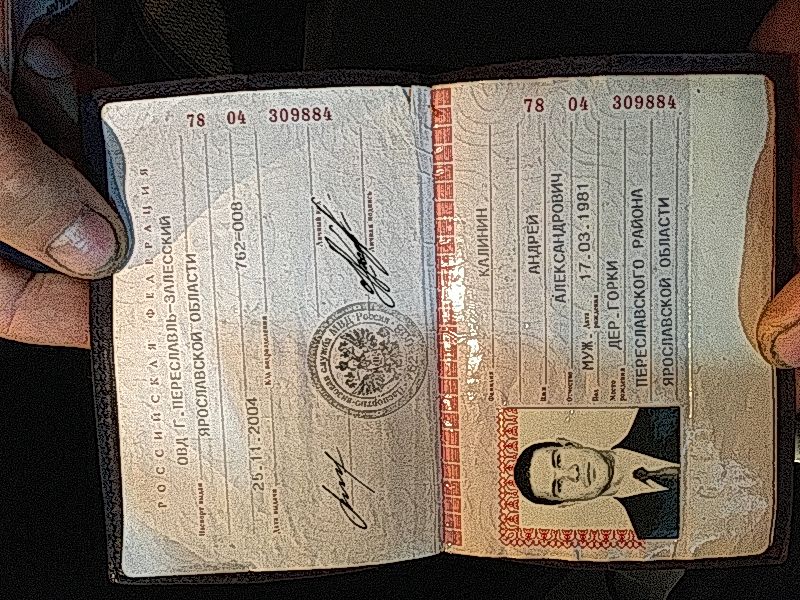 РОССИЙСКАЯ ФЕДЕРАЦИЯ
Паспорт выдан ОВД Г.ПЕРЕСЛАВЛЬ-ЗАЛЕССКИЙ
ЯРОСЛАВСКОЙ ОБЛАСТИ
Дата выдачи 25.11.2004 Код подразделения 762-008
Личный код
Личная подпись
78 04 309884
Фамилия КАЛИНИН
Имя АНДРЕЙ
Отчество АЛЕКСАНДРОВИЧ
Пол МУЖ. Дата рождения 17.03.1981
Место рождения ДЕР.ГОРКИ
ПЕРЕСЛАВСКОГО РАЙОНА
ЯРОСЛАВСКОЙ ОБЛАСТИ
78 04 309884